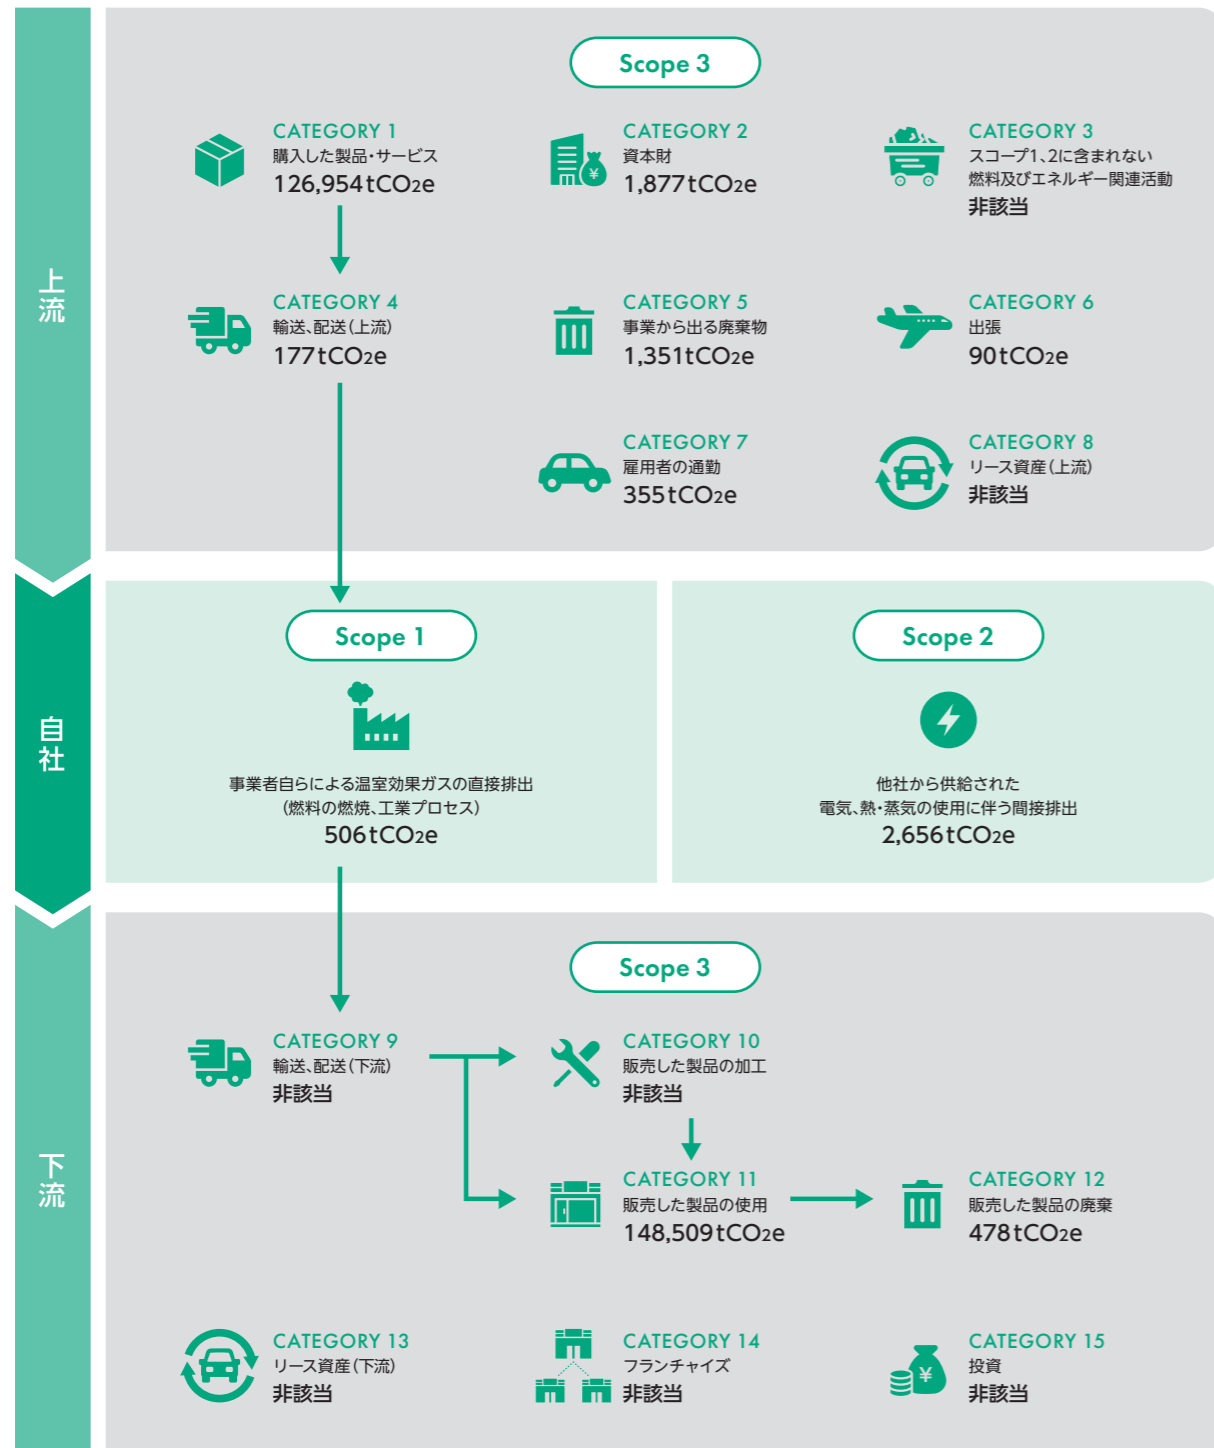 上流
Scope 3
CATEGORY 1
購入した製品・サービス
126,954tCO2e
CATEGORY 2
資本財
1,877tCO2e
CATEGORY 3
スコープ1、2に含まれない
燃料及びエネルギー関連活動
非該当
CATEGORY 4
輸送、配送（上流）
177tCO2e
CATEGORY 5
事業から出る廃棄物
1,351tCO2e
CATEGORY 6
出張
90tCO2e
CATEGORY 7
雇用者の通勤
355tCO2e
CATEGORY 8
リース資産（上流）
非該当
自社
Scope 1
事業者自らによる温室効果ガスの直接排出
（燃料の燃焼、工業プロセス）
506tCO2e
Scope 2
他社から供給された
電気、熱・蒸気の使用に伴う間接排出
2,656tCO2e
下流
Scope 3
CATEGORY 9
輸送、配送（下流）
非該当
CATEGORY 10
販売した製品の加工
非該当
CATEGORY 11
販売した製品の使用
148,509tCO2e
CATEGORY 12
販売した製品の廃棄
478tCO2e
CATEGORY 13
リース資産（下流）
非該当
CATEGORY 14
フランチャイズ
非該当
CATEGORY 15
投資
非該当
¥
¥